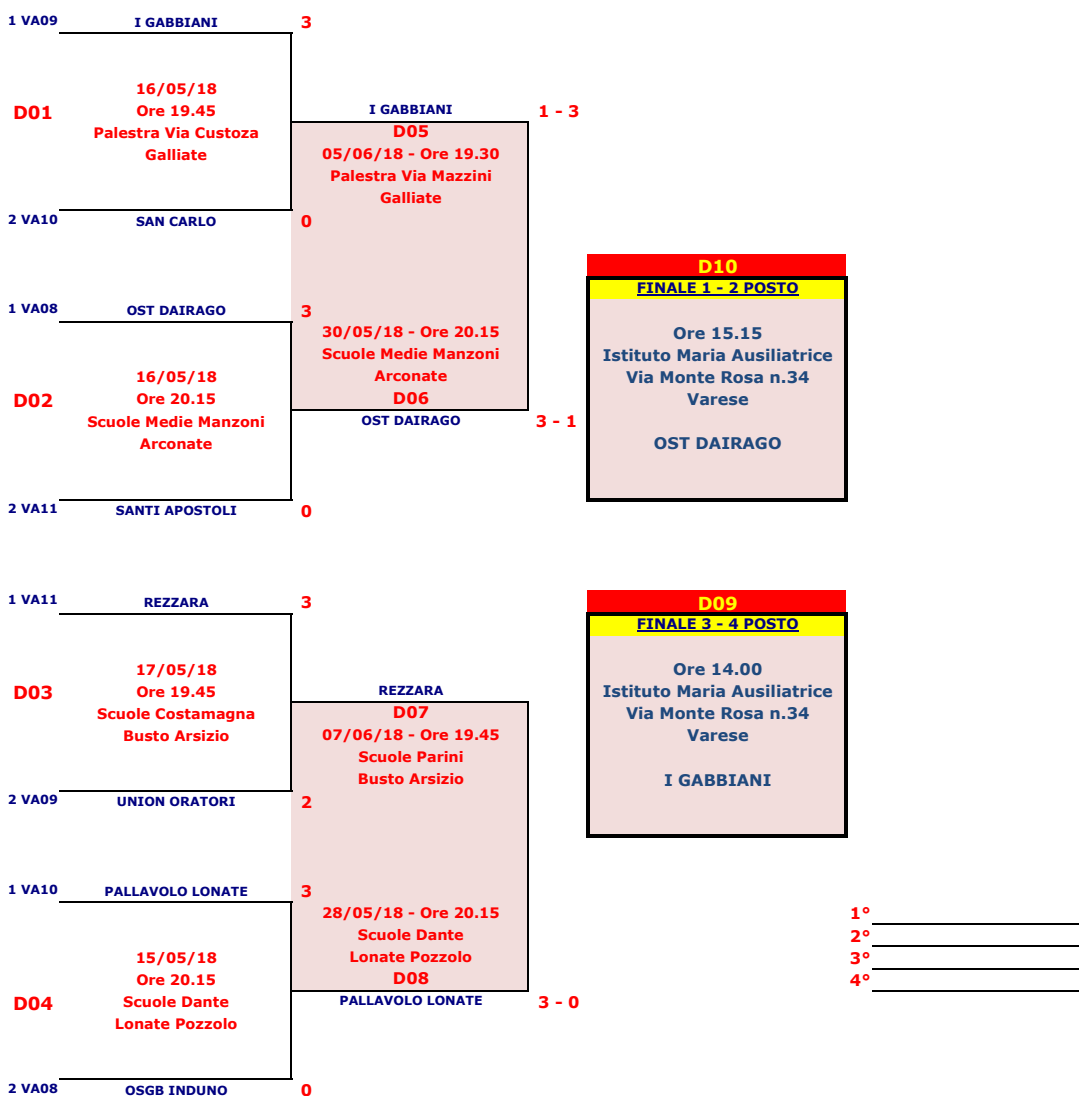 1 VA09 I GABBIANI 3
D01
16/05/18
Ore 19.45
Palestra Via Custoza
Galliate
2 VA10 SAN CARLO 0
I GABBIANI 1 - 3
D05
05/06/18 - Ore 19.30
Palestra Via Mazzini
Galliate
1 VA08 OST DAIRAGO 3
D02
16/05/18
Ore 20.15
Scuole Medie Manzoni
Arconate
2 VA11 SANTI APOSTOLI 0
30/05/18 - Ore 20.15
Scuole Medie Manzoni
Arconate
D06
OST DAIRAGO 3 - 1
D10
FINALE 1 - 2 POSTO
Ore 15.15
Istituto Maria Ausiliatrice
Via Monte Rosa n.34
Varese
OST DAIRAGO
1 VA11 REZZARA 3
D03
17/05/18
Ore 19.45
Scuole Costamagna
Busto Arsizio
2 VA09 UNION ORATORI 2
REZZARA
D07
07/06/18 - Ore 19.45
Scuole Parini
Busto Arsizio
D09
FINALE 3 - 4 POSTO
Ore 14.00
Istituto Maria Ausiliatrice
Via Monte Rosa n.34
Varese
I GABBIANI
1 VA10 PALLAVOLO LONATE 3
D04
15/05/18
Ore 20.15
Scuole Dante
Lonate Pozzolo
2 VA08 OSGB INDUNO 0
28/05/18 - Ore 20.15
Scuole Dante
Lonate Pozzolo
D08
PALLAVOLO LONATE 3 - 0
1°
2°
3°
4°